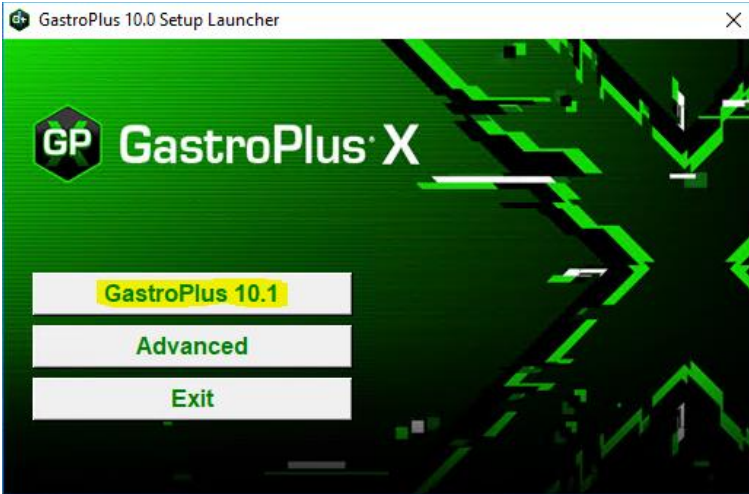 GastroPlus 10.0 Setup Launcher
GP GastroPlus® X
GastroPlus 10.1
Advanced
Exit